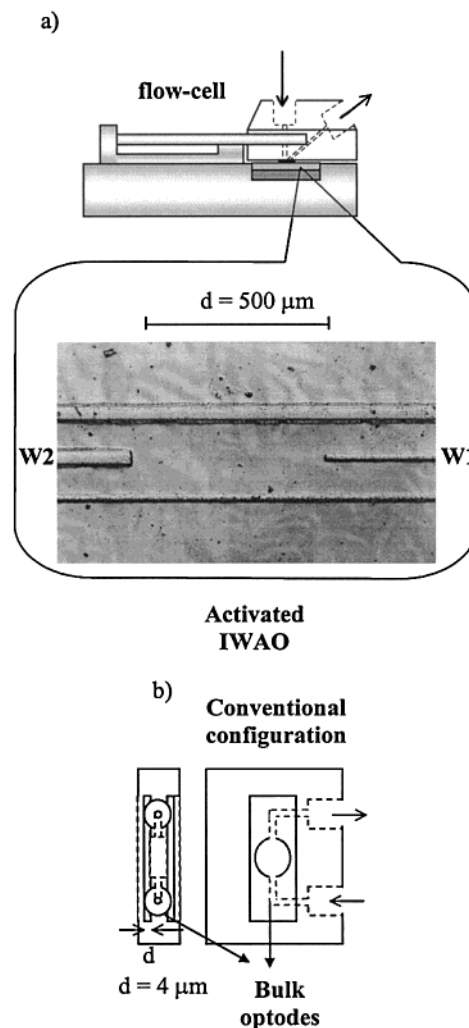 a)
flow-cell
d = 500 μm
W2
W1
Activated
IWAO
b)
Conventional
configuration
d
d = 4 μm
Bulk
optodes